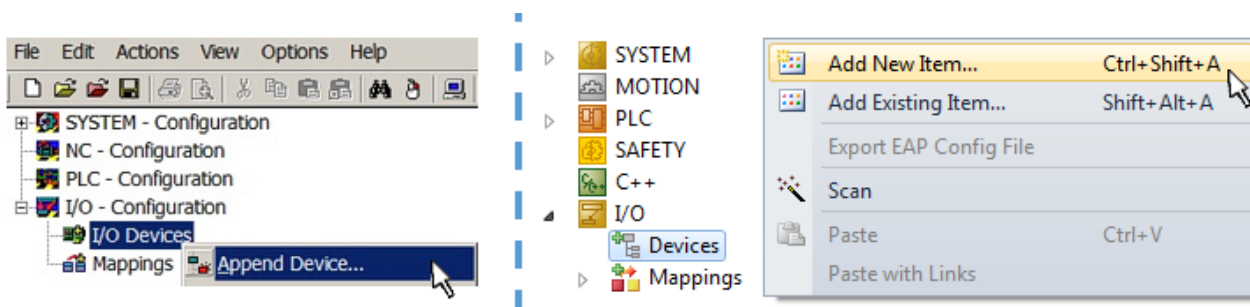 File Edit Actions View Options Help
SYSTEM - Configuration
NC - Configuration
PLC - Configuration
I/O - Configuration
I/O Devices
Mappings
Append Device...
SYSTEM
MOTION
PLC
SAFETY
C++
I/O
Devices
Mappings
Add New Item... Ctrl+Shift+A
Add Existing Item... Shift+Alt+A
Export EAP Config File
Scan
Paste Ctrl+V
Paste with Links